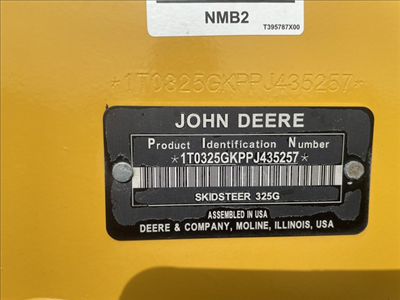 NMB2
T395787X00
*1T0325GKPPJ435257*
JOHN DEERE
Product Identification Number
*1T0325GKPPJ435257*
SKIDSTEER 325G
ASSEMBLED IN USA
DEERE & COMPANY, MOLINE, ILLINOIS, USA